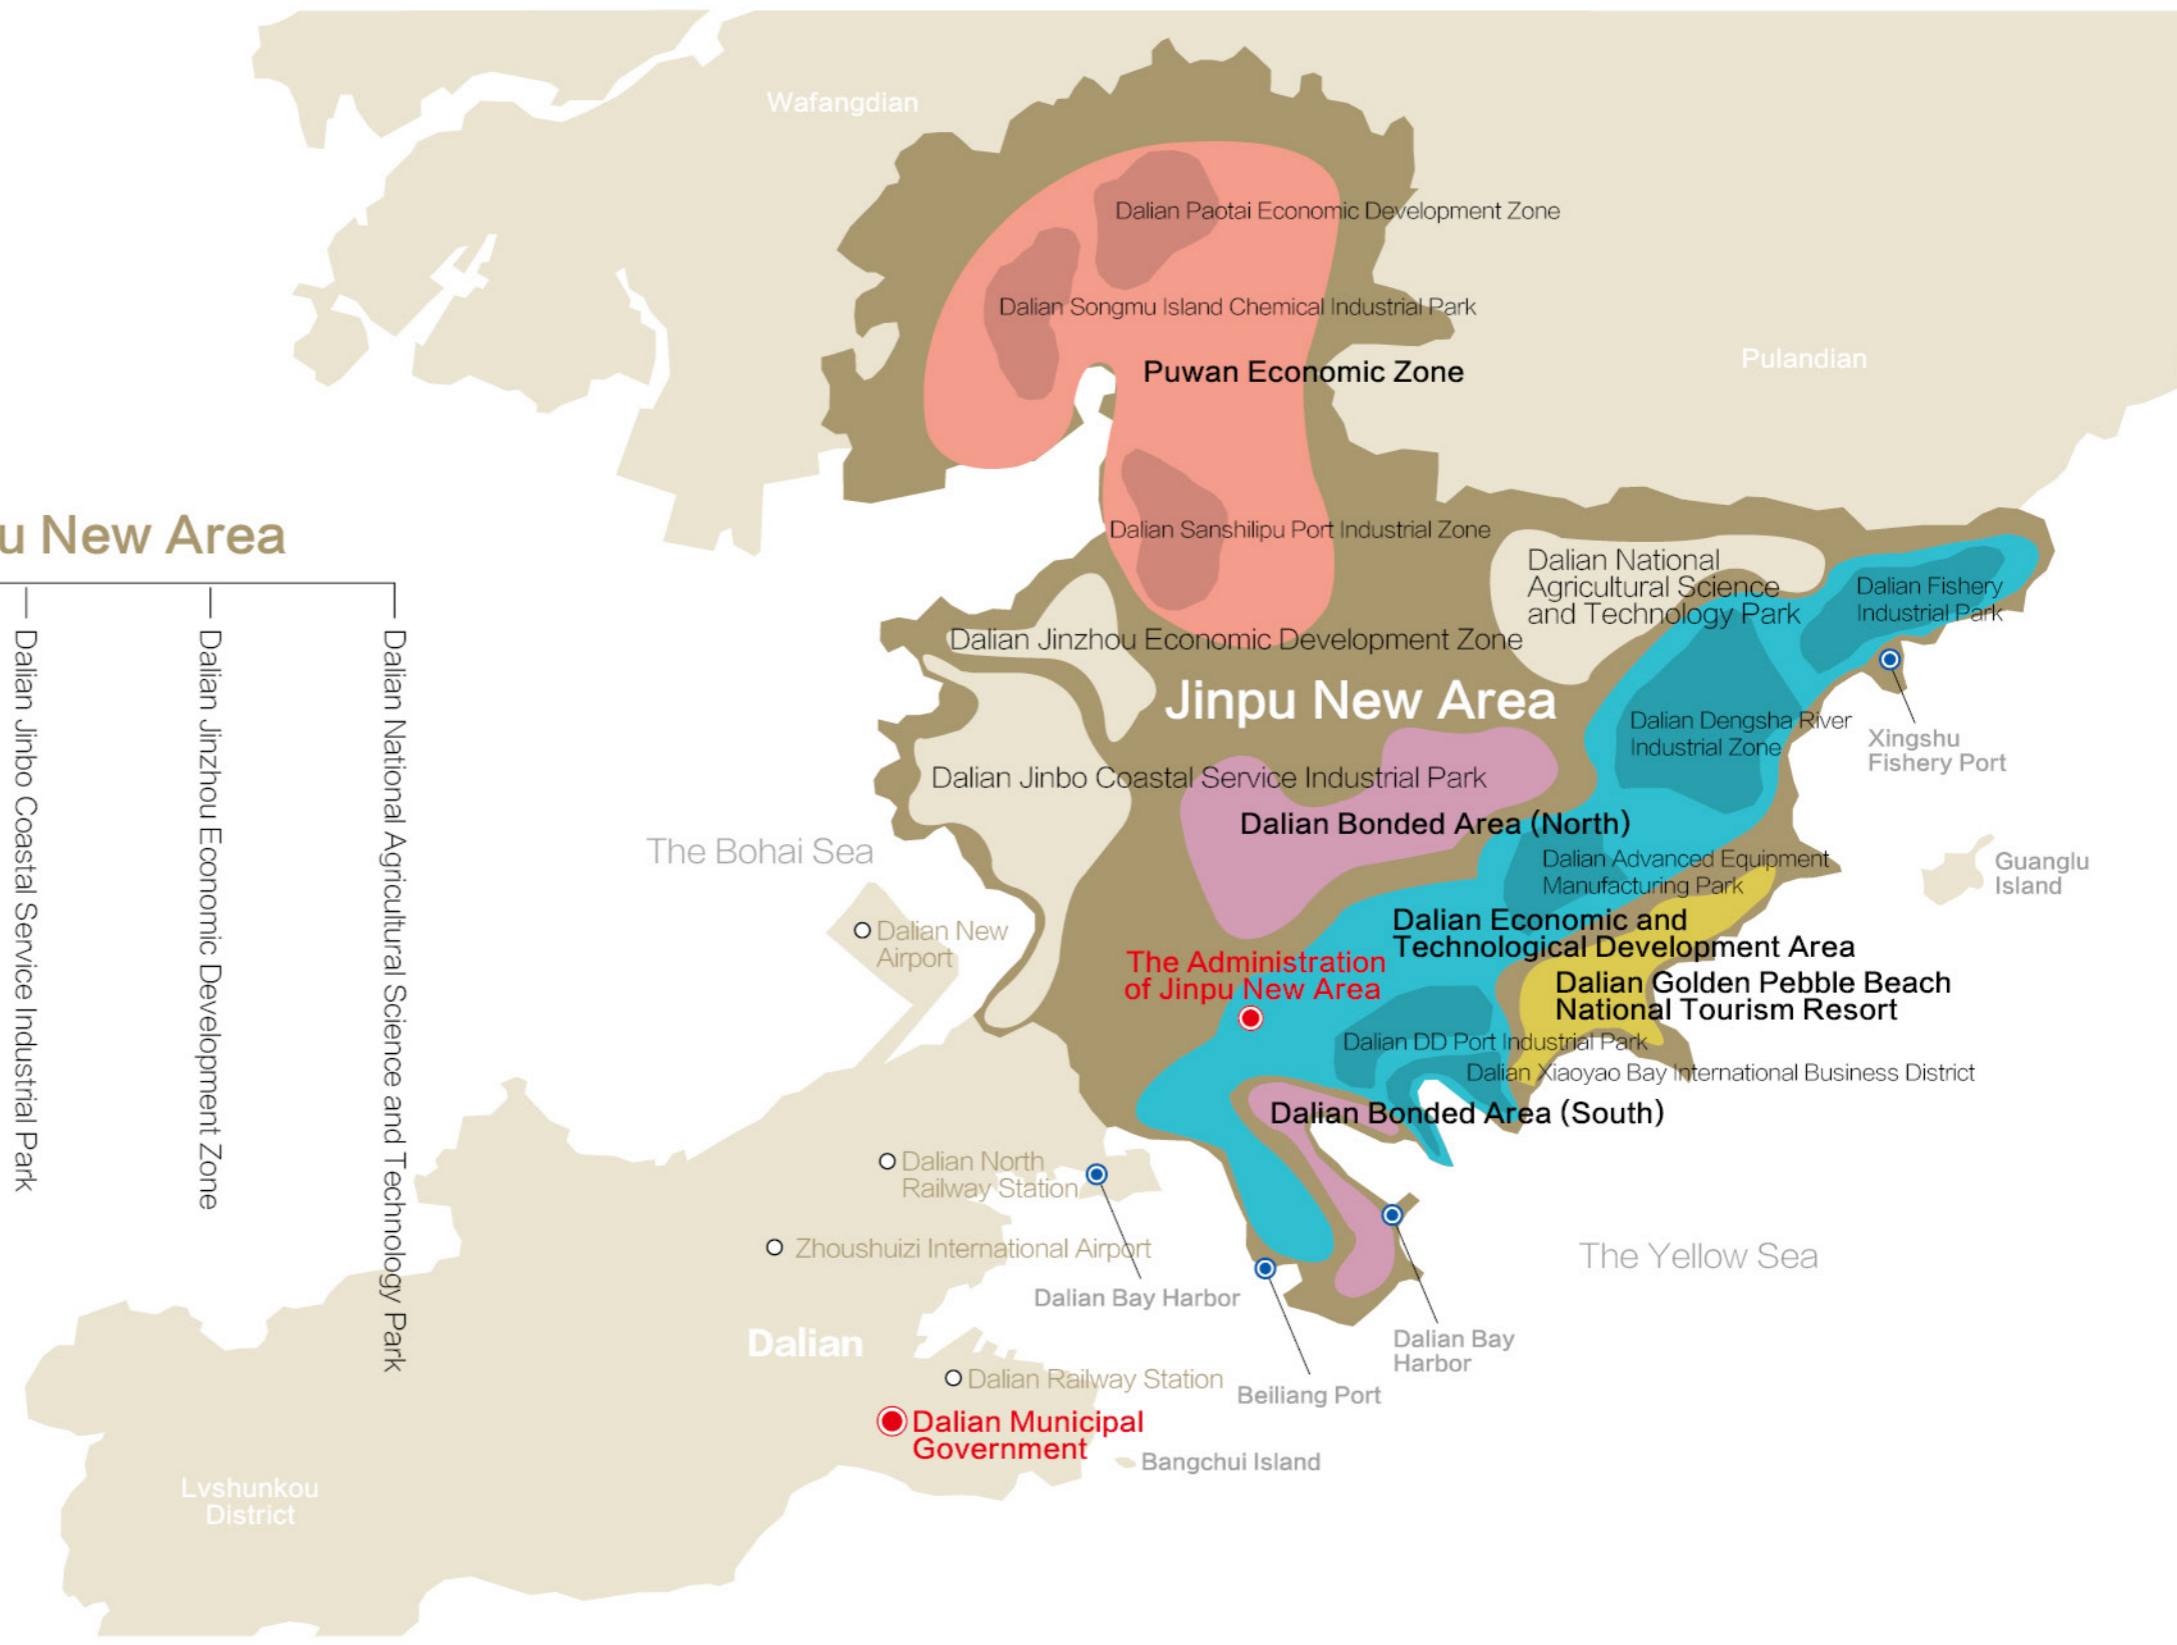 u New Area
Dalian Jinbo Coastal Service Industrial Park
Dalian Jinzhou Economic Development Zone
Dalian National Agricultural Science and Technology Park
Wafangdian
Dalian Paotai Economic Development Zone
Dalian Songmu Island Chemical Industrial Park
Puwan Economic Zone
Pulandian
Dalian Sanshilipu Port Industrial Zone
Dalian National
Agricultural Science
and Technology Park
Dalian Fishery
Industrial Park
Dalian Jinzhou Economic Development Zone
Jinpu New Area
Dalian Dengsha River
Industrial Zone
Xingshu
Fishery Port
Dalian Jinbo Coastal Service Industrial Park
Dalian Bonded Area (North)
The Bohai Sea
Dalian Advanced Equipment
Manufacturing Park
Guanglu
Island
Dalian New
Airport
Dalian Economic and
Technological Development Area
The Administration
of Jinpu New Area
Dalian Golden Pebble Beach
National Tourism Resort
Dalian DD Port Industrial Park
Dalian Xiaoyao Bay International Business District
Dalian Bonded Area (South)
Dalian North
Railway Station
Zhoushuizi International Airport
The Yellow Sea
Dalian Bay Harbor
Dalian
Dalian Bay
Harbor
Dalian Railway Station
Beiliang Port
Dalian Municipal
Government
Bangchui Island
Lvshunkou
District